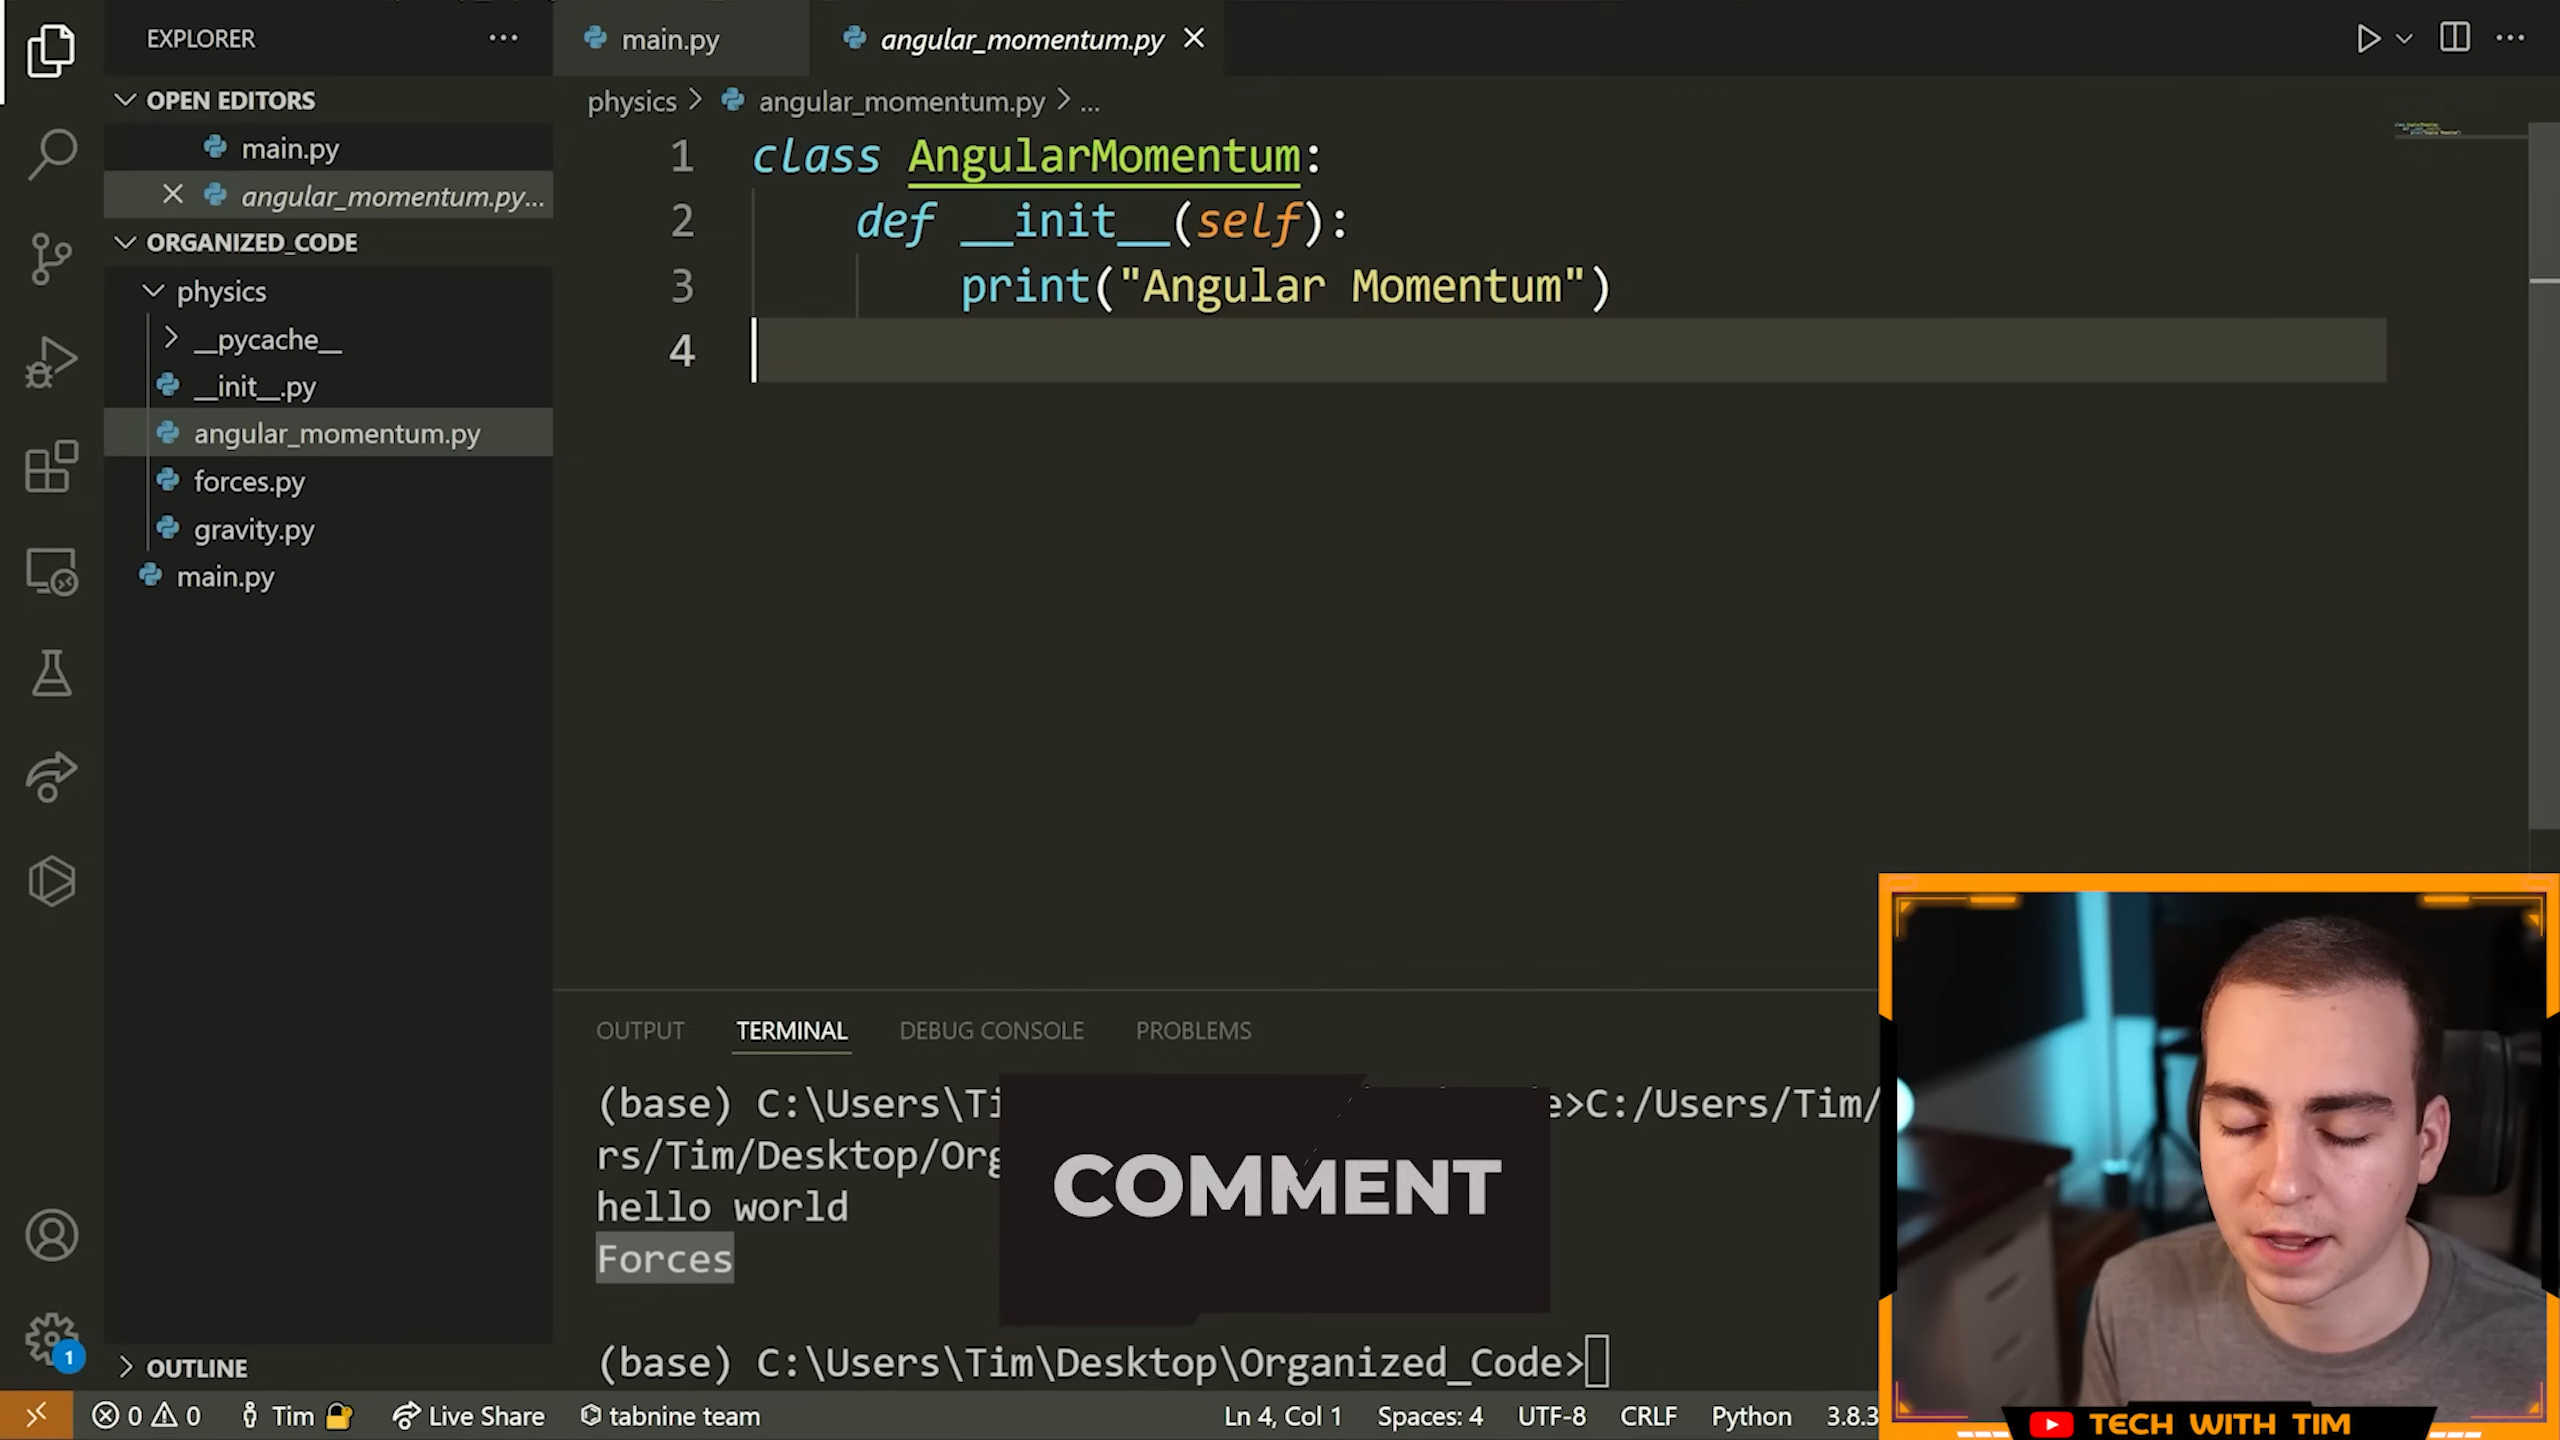 EXPLORER
OPEN EDITORS
main.py
angular_momentum.py...
ORGANIZED_CODE
physics
__pycache__
__init__.py
angular_momentum.py
forces.py
gravity.py
main.py
OUTLINE
main.py
angular_momentum.py
physics > angular_momentum.py > ...
1 class AngularMomentum:
2 def __init__(self):
3 print("Angular Momentum")
4
OUTPUT TERMINAL DEBUG CONSOLE PROBLEMS
(base) C:\Users\Ti e>C:/Users/Tim/
rs/Tim/Desktop/Org
hello world
Forces
(base) C:\Users\Tim\Desktop\Organized_Code>
COMMENT
1
0 0 Tim Live Share tabnine team Ln 4, Col 1 Spaces: 4 UTF-8 CRLF Python 3.8.3
TECH WITH TIM